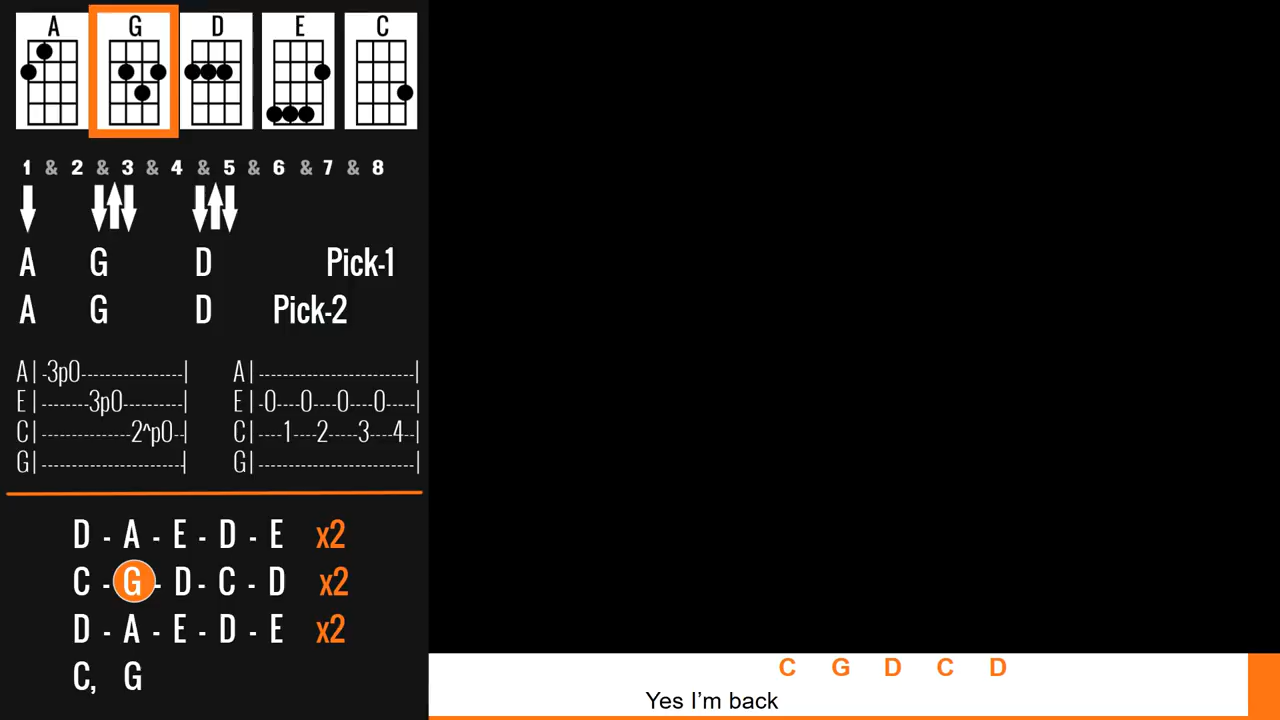 A G D E C
1 & 2 & 3 & 4 & 5 & 6 & 7 & 8
A G D Pick-1
A G D Pick-2
A|-3p0-----------------| A|--------------------------|
E|--------3p0----------| E|-0----0----0----0-----|
C|---------------2^p0--| C|----1----2-----3----4--|
G|------------------------| G|--------------------------|
D - A - E - D - E x2
C - G - D - C - D x2
D - A - E - D - E x2
C, G
C G D C D
Yes I'm back